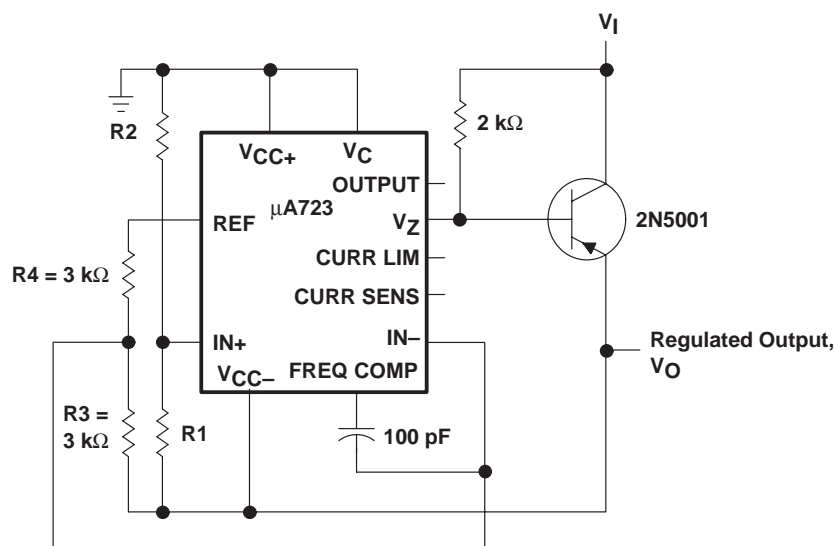 VI
R2
2 kΩ
VCC+
VC
OUTPUT
μA723
REF
VZ
2N5001
CURR LIM
R4 = 3 kΩ
CURR SENS
IN+
IN–
Regulated Output,
VO
VCC–
FREQ COMP
R3 =
3 kΩ
R1
100 pF